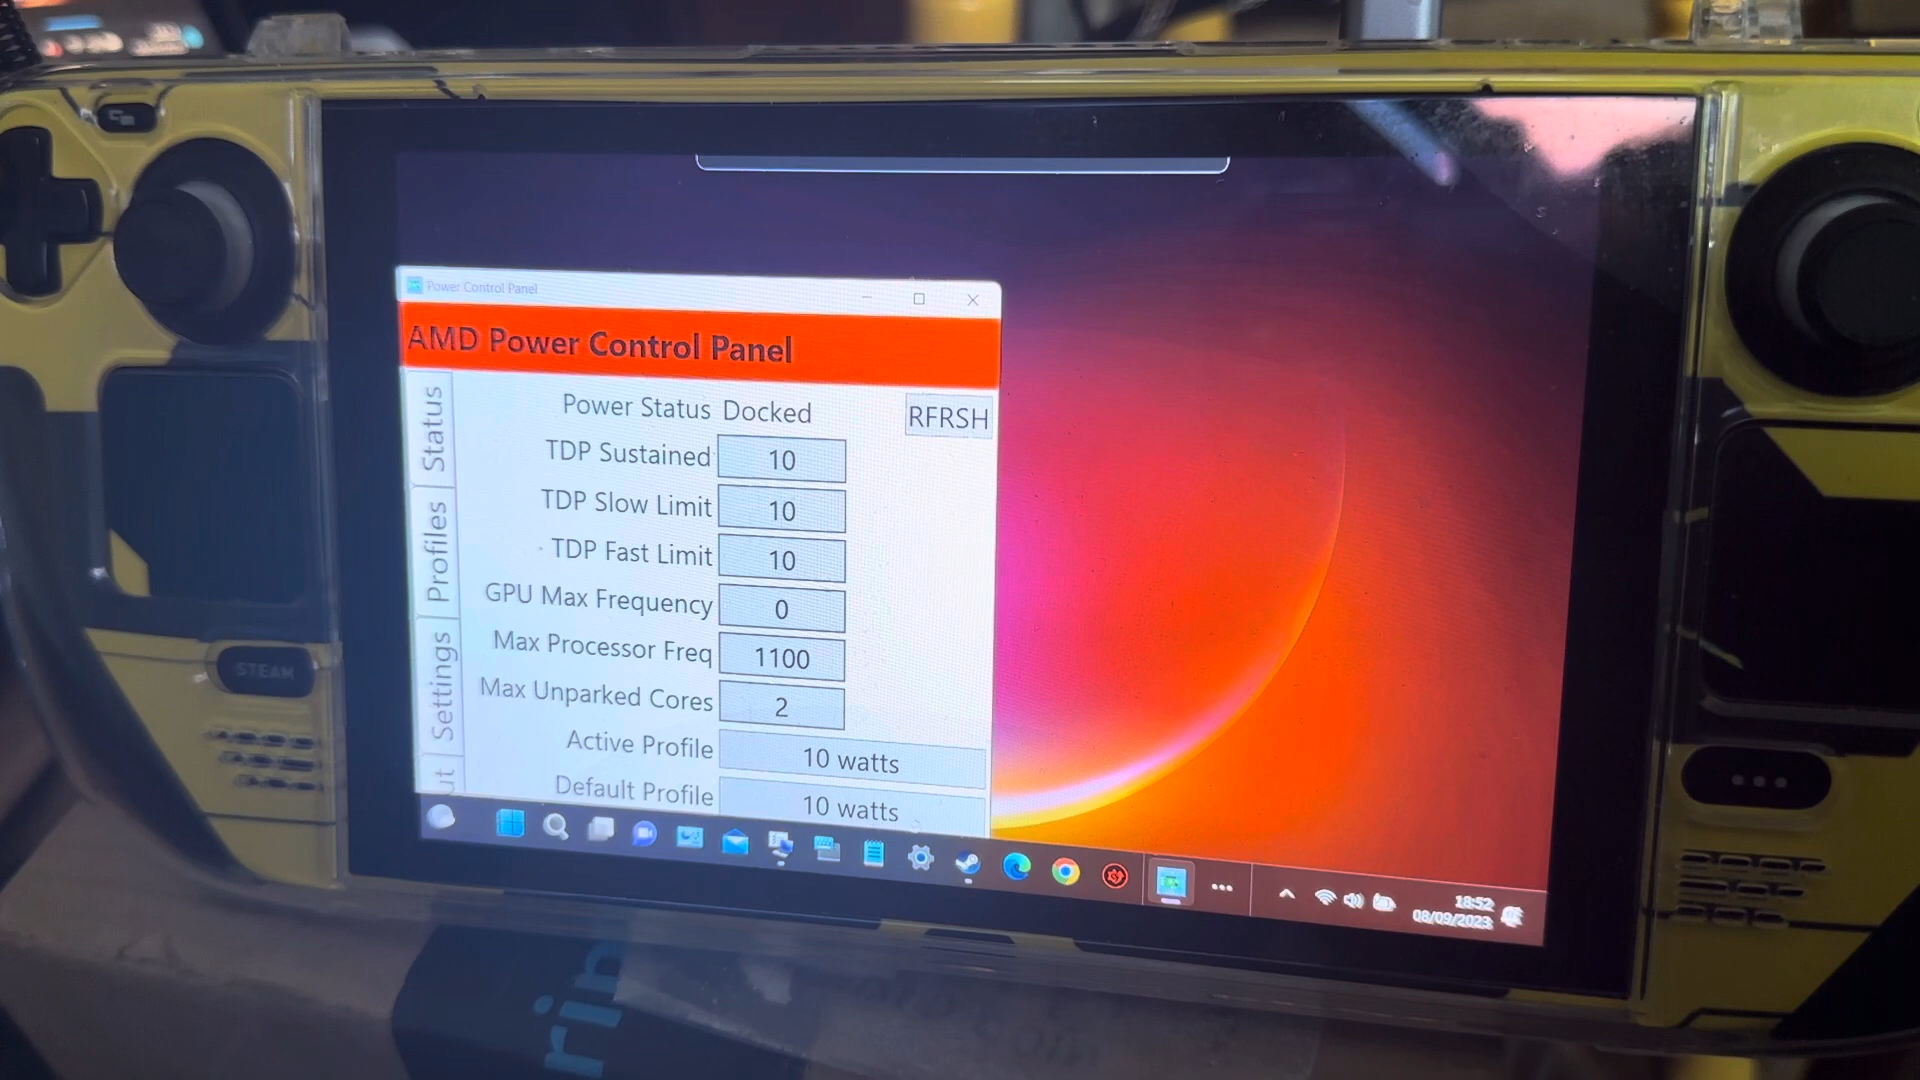 Power Control Panel
AMD Power Control Panel
Status
Profiles
Settings
ut
Power Status Docked
RFRSH
TDP Sustained 10
TDP Slow Limit 10
TDP Fast Limit 10
GPU Max Frequency 0
Max Processor Freq 1100
Max Unparked Cores 2
Active Profile 10 watts
Default Profile 10 watts
STEAM
18:52
08/09/2023
rin